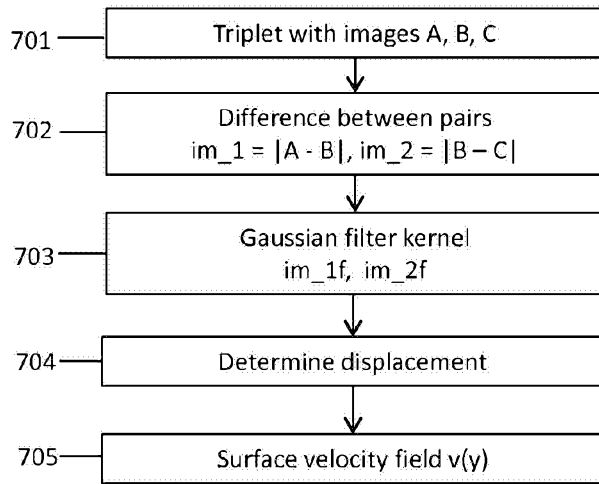 701
Triplet with images A, B, C
702
Difference between pairs
im_1 = |A - B|, im_2 = |B – C|
703
Gaussian filter kernel
im_1f, im_2f
704
Determine displacement
705
Surface velocity field v(y)